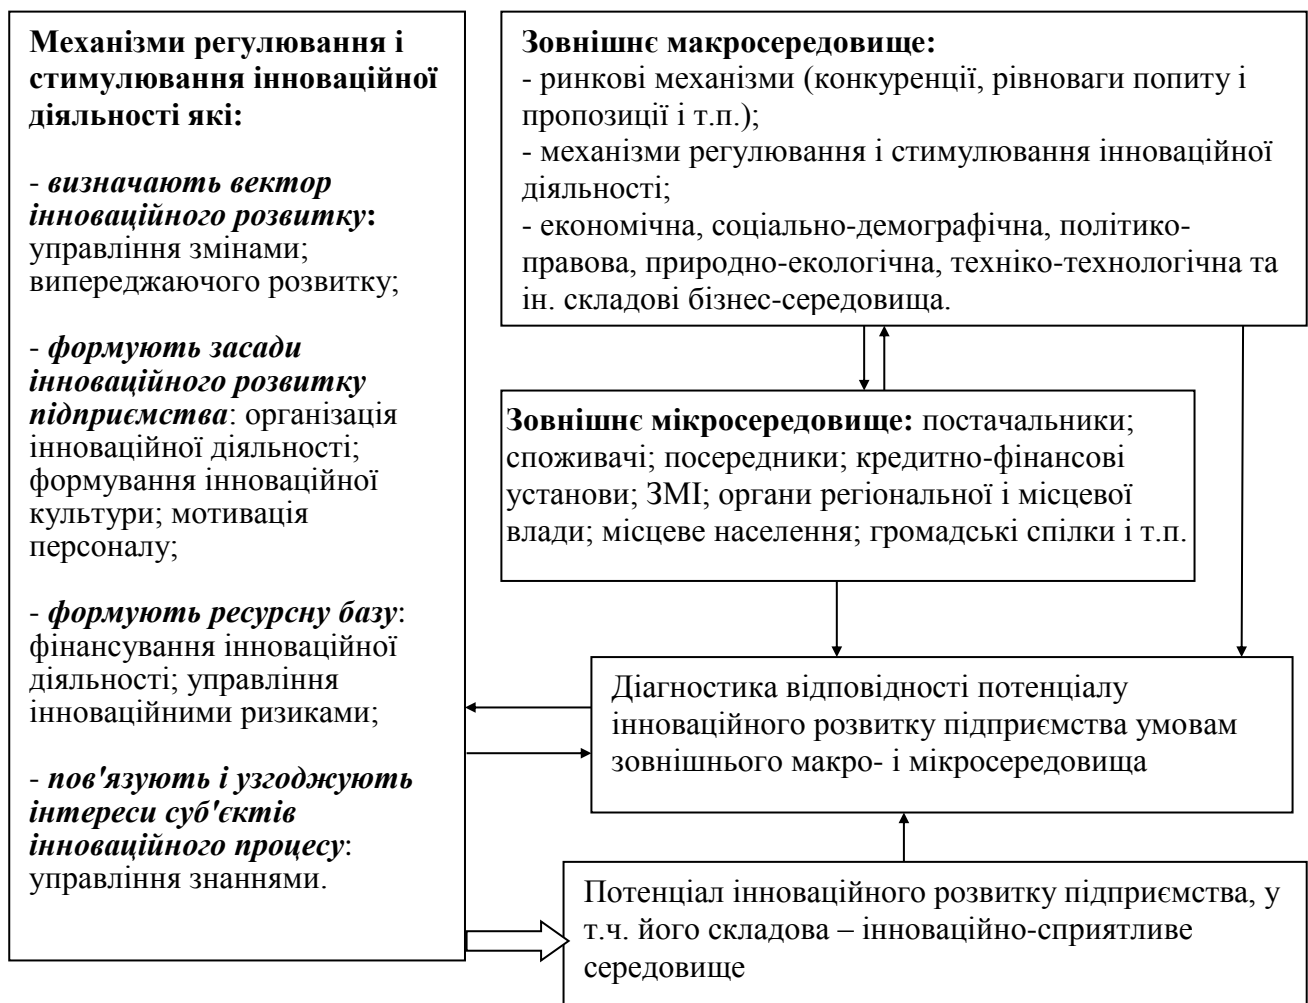 Механізми регулювання і
стимулювання інноваційної
діяльності які:
- визначають вектор
інноваційного розвитку:
управління змінами;
випереджаючого розвитку;
- формують засади
інноваційного розвитку
підприємства: організація
інноваційної діяльності;
формування інноваційної
культури; мотивація
персоналу;
- формують ресурсну базу:
фінансування інноваційної
діяльності; управління
інноваційними ризиками;
- пов'язують і узгоджують
інтереси суб'єктів
інноваційного процесу:
управління знаннями.
Зовнішнє макросередовище:
- ринкові механізми (конкуренції, рівноваги попиту і
пропозиції і т.п.);
- механізми регулювання і стимулювання інноваційної
діяльності;
- економічна, соціально-демографічна, політико-
правова, природно-екологічна, техніко-технологічна та
ін. складові бізнес-середовища.
Зовнішнє мікросередовище: постачальники;
споживачі; посередники; кредитно-фінансові
установи; ЗМІ; органи регіональної і місцевої
влади; місцеве населення; громадські спілки і т.п.
Діагностика відповідності потенціалу
інноваційного розвитку підприємства умовам
зовнішнього макро- і мікросередовища
Потенціал інноваційного розвитку підприємства, у
т.ч. його складова – інноваційно-сприятливе
середовище